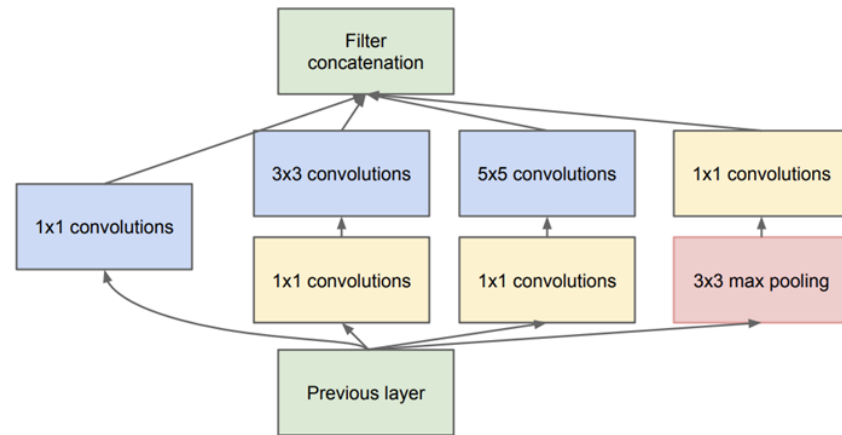 Filter
concatenation
3x3 convolutions
5x5 convolutions
1x1 convolutions
1x1 convolutions
1x1 convolutions
1x1 convolutions
3x3 max pooling
Previous layer